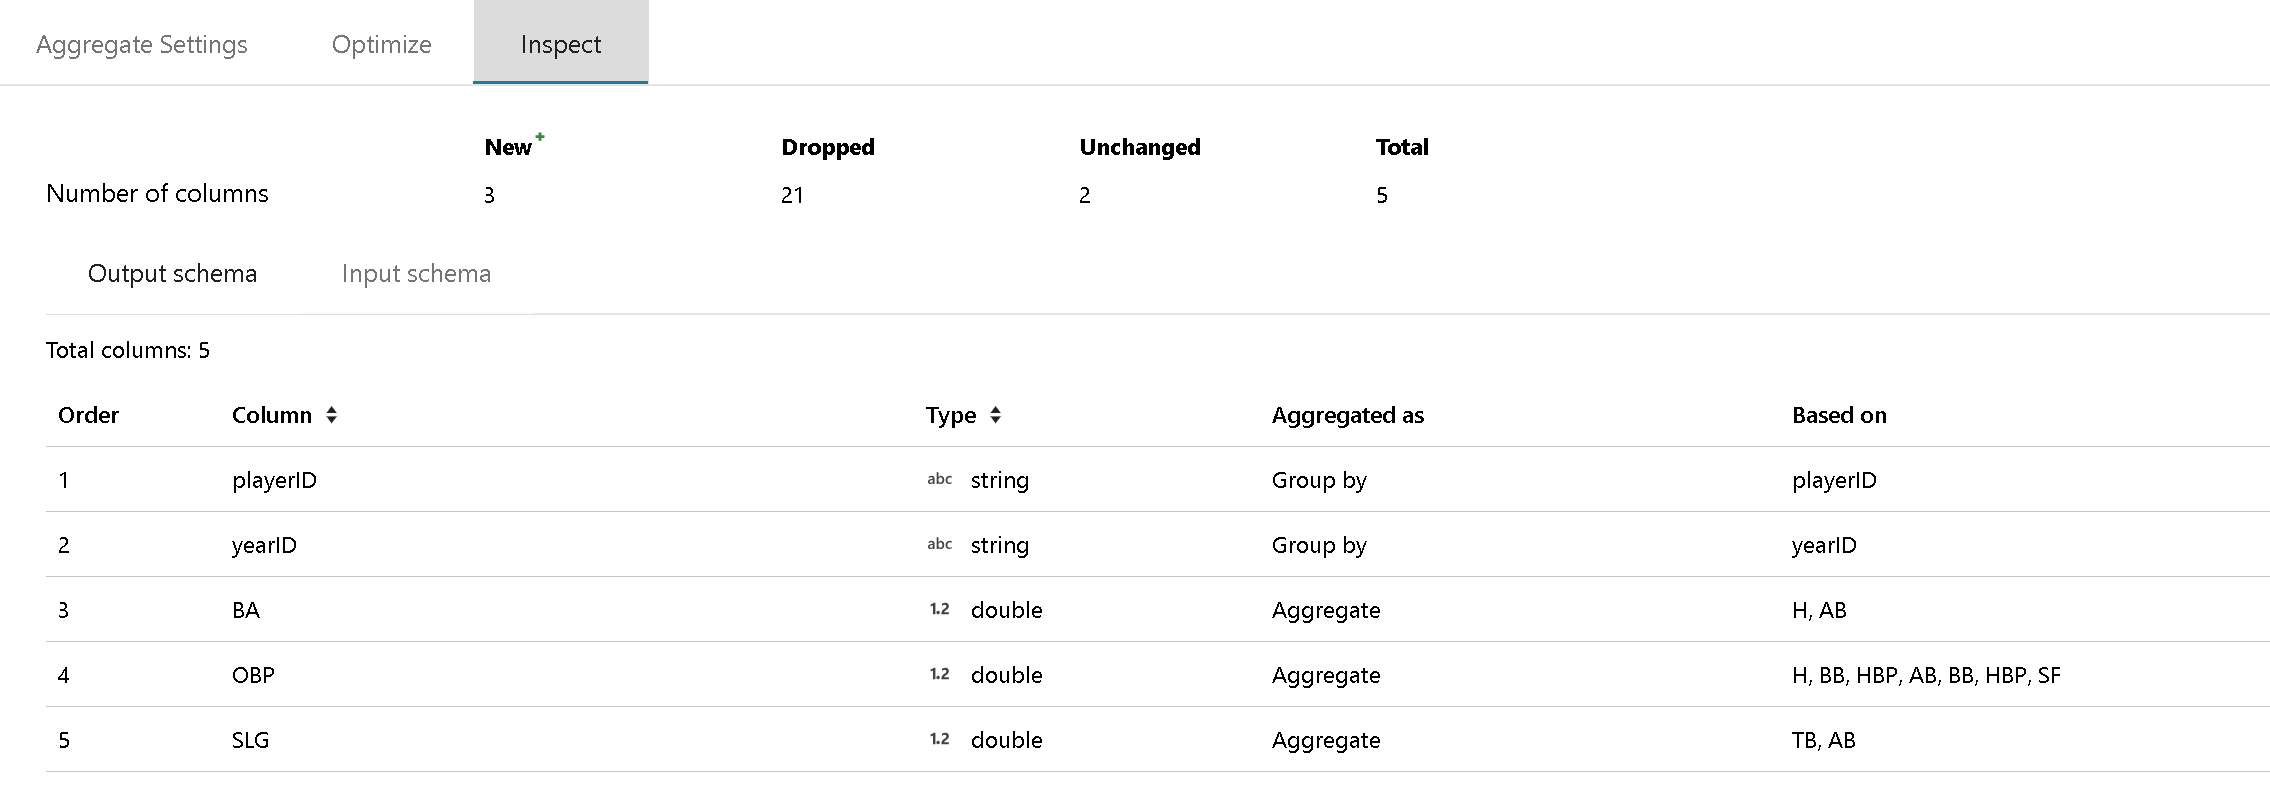 Aggregate Settings Optimize Inspect
New + Dropped Unchanged Total
Number of columns 3 21 2 5
Output schema Input schema
Total columns: 5
Order Column Type Aggregated as Based on
1 playerID abc string Group by playerID
2 yearID abc string Group by yearID
3 BA 1.2 double Aggregate H, AB
4 OBP 1.2 double Aggregate H, BB, HBP, AB, BB, HBP, SF
5 SLG 1.2 double Aggregate TB, AB